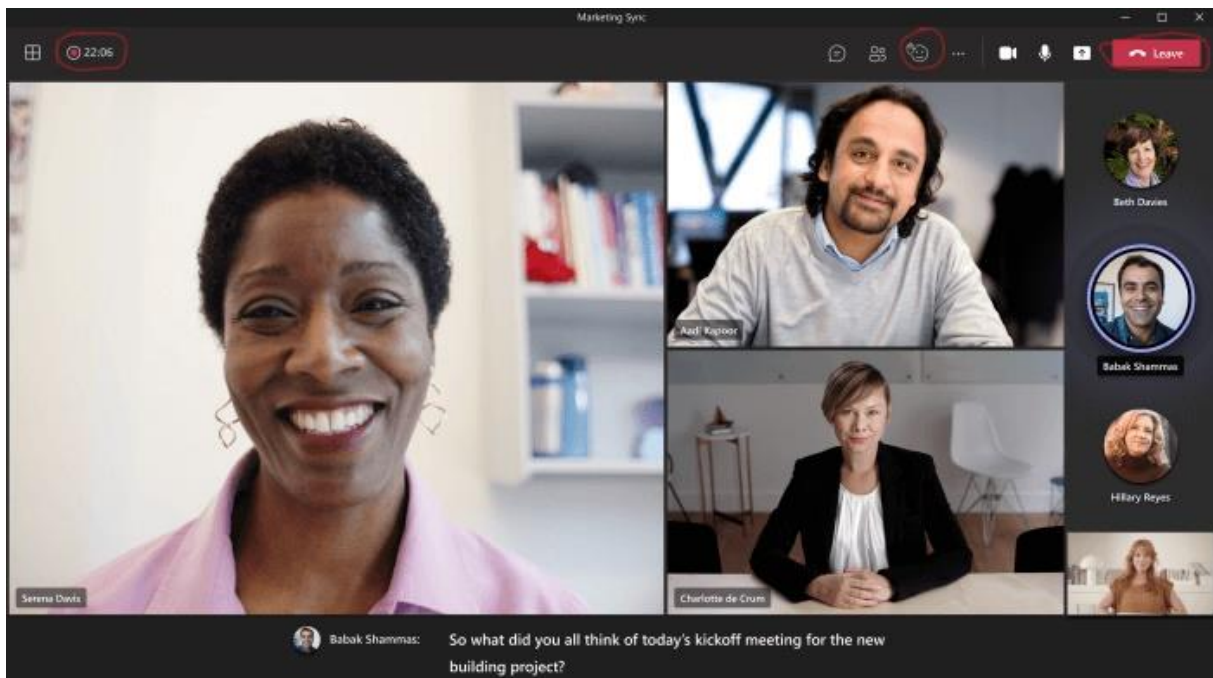 Marketing Sync
22:06
Leave
Beth Davies
Aadi Kapoor
Babak Shammas
Hillary Reyes
Serena Davis
Charlotte de Crum
Babak Shammas:
So what did you all think of today's kickoff meeting for the new
building project?